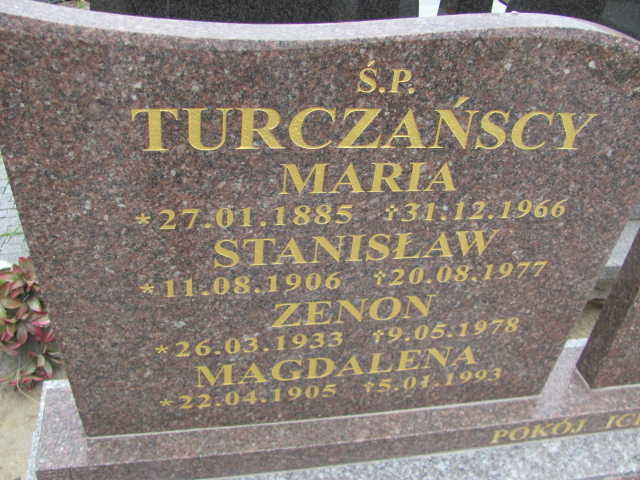 Ś.P.
TURCZAŃSCY
MARIA
*27.01.1885 †31.12.1966
STANISŁAW
*11.08.1906 †20.08.1977
ZENON
*26.03.1933 †9.05.1978
MAGDALENA
*22.04.1905 †5.01.1993
POKÓJ